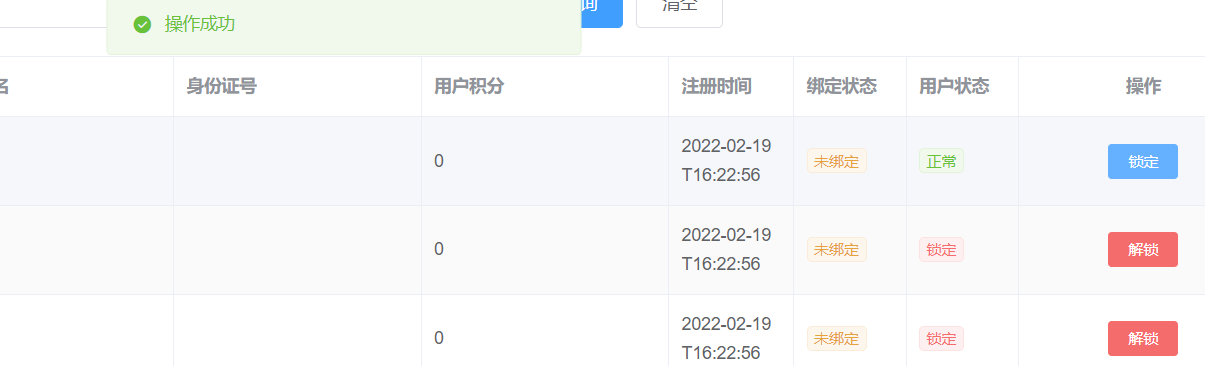 操作成功
清空
名
身份证号
用户积分
注册时间
绑定状态
用户状态
操作
0
2022-02-19
T16:22:56
未绑定
正常
锁定
0
2022-02-19
T16:22:56
未绑定
锁定
解锁
0
2022-02-19
T16:22:56
未绑定
锁定
解锁